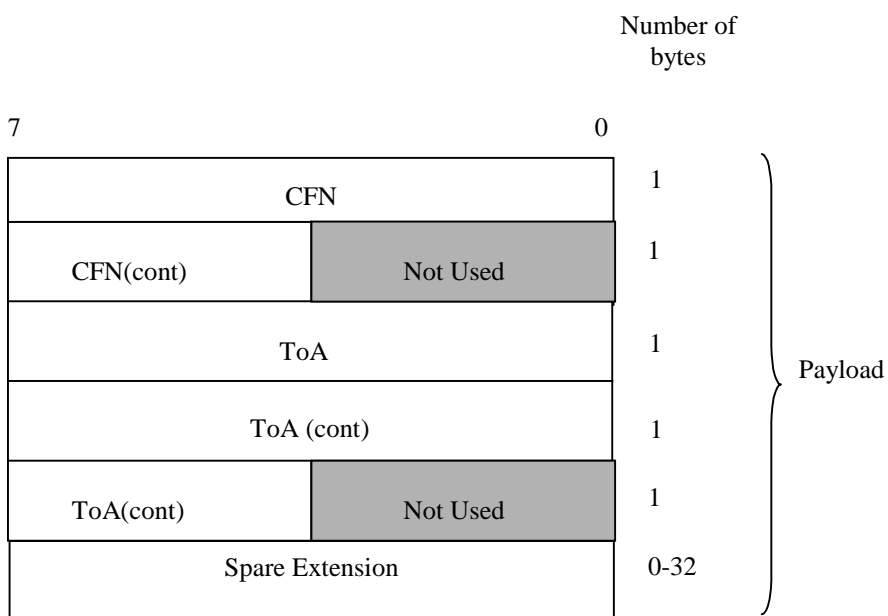 Number of
bytes
7 0
CFN 1
CFN(cont) Not Used 1
ToA 1
Payload
ToA (cont) 1
ToA(cont) Not Used 1
Spare Extension 0-32